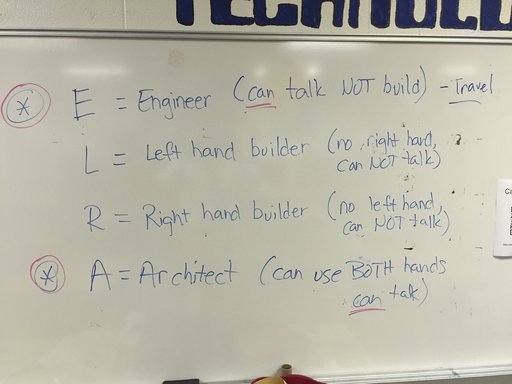 TECHNOLO
* E = Engineer (can talk NOT build) - Travel
L = Left hand builder (no right hand,
can NOT talk)
R = Right hand builder (no left hand,
can NOT talk)
* A = Architect (can use BOTH hands
can talk)